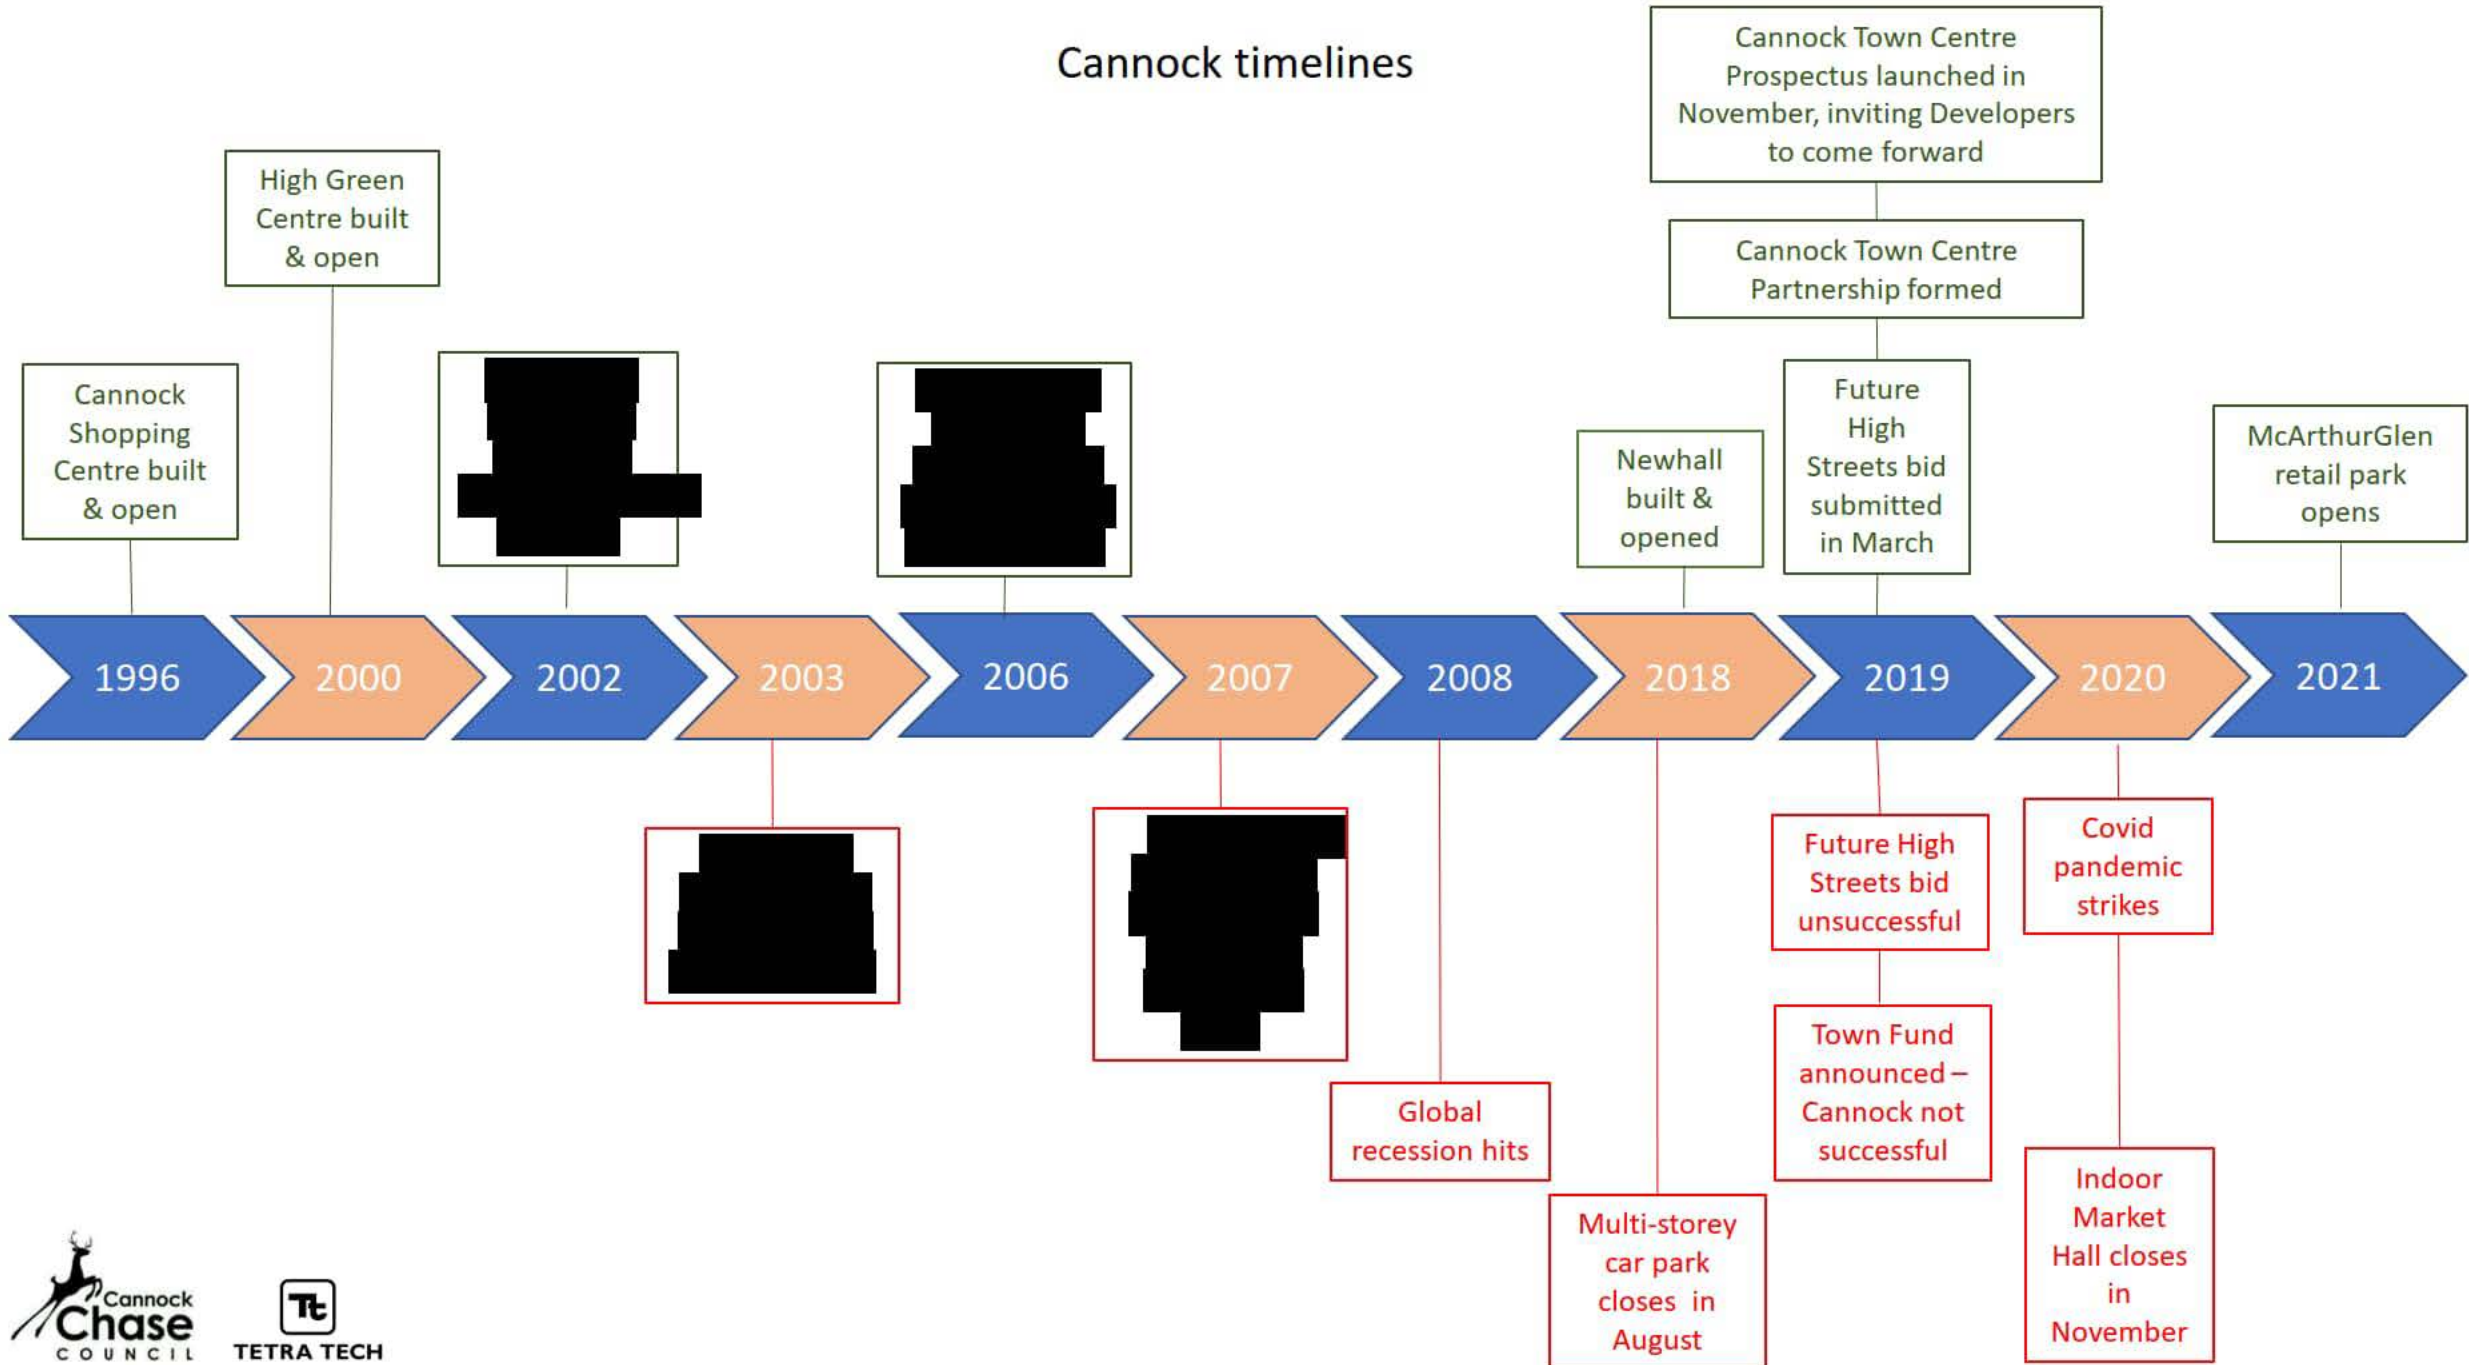 Cannock timelines
Cannock Town Centre
Prospectus launched in
November, inviting Developers
to come forward
Cannock Town Centre
Partnership formed
High Green
Centre built
& open
Cannock
Shopping
Centre built
& open
Newhall
built &
opened
Future
High
Streets bid
submitted
in March
McArthurGlen
retail park
opens
1996
2000
2002
2003
2006
2007
2008
2018
2019
2020
2021
Global
recession hits
Multi-storey
car park
closes in
August
Future High
Streets bid
unsuccessful
Town Fund
announced –
Cannock not
successful
Covid
pandemic
strikes
Indoor
Market
Hall closes
in
November
Cannock
Chase
COUNCIL
Tt
TETRA TECH